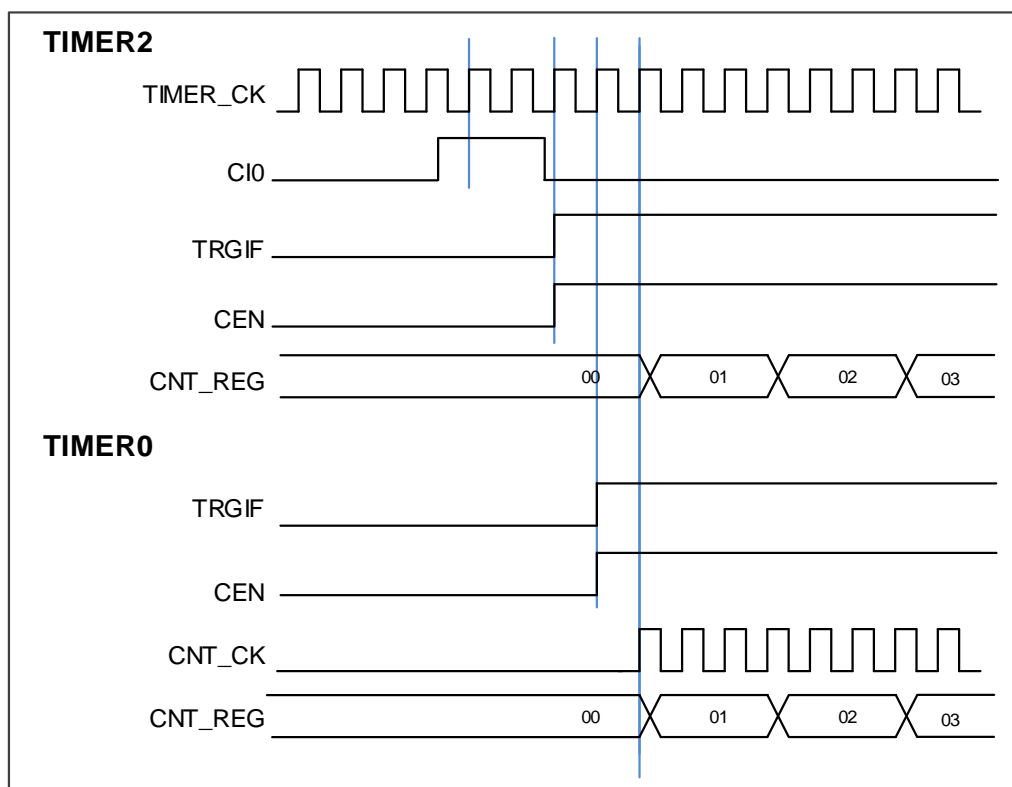 TIMER2
TIMER_CK
CI0
TRGIF
CEN
CNT_REG 00 01 02 03
TIMER0
TRGIF
CEN
CNT_CK
CNT_REG 00 01 02 03